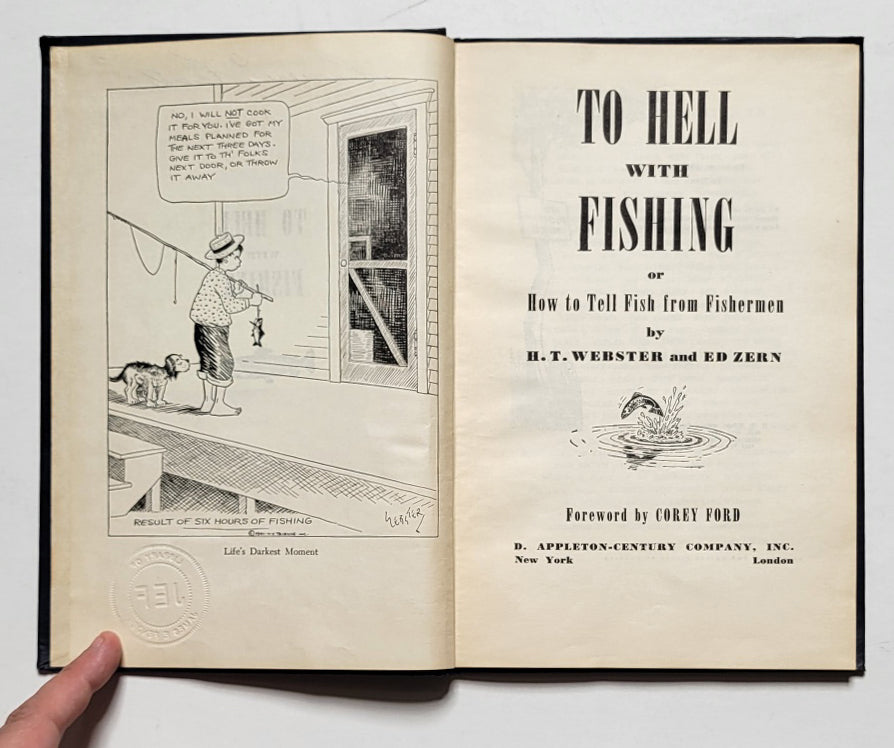 NO, I WILL NOT COOK
IT FOR YOU. I'VE GOT MY
MEALS PLANNED FOR
THE NEXT THREE DAYS.
GIVE IT TO TH' FOLKS
NEXT DOOR, OR THROW
IT AWAY
RESULT OF SIX HOURS OF FISHING
WEBSTER
Life's Darkest Moment
TO HELL
WITH
FISHING
or
How to Tell Fish from Fishermen
by
H. T. WEBSTER and ED ZERN
Foreword by COREY FORD
D. APPLETON-CENTURY COMPANY, INC.
New York London